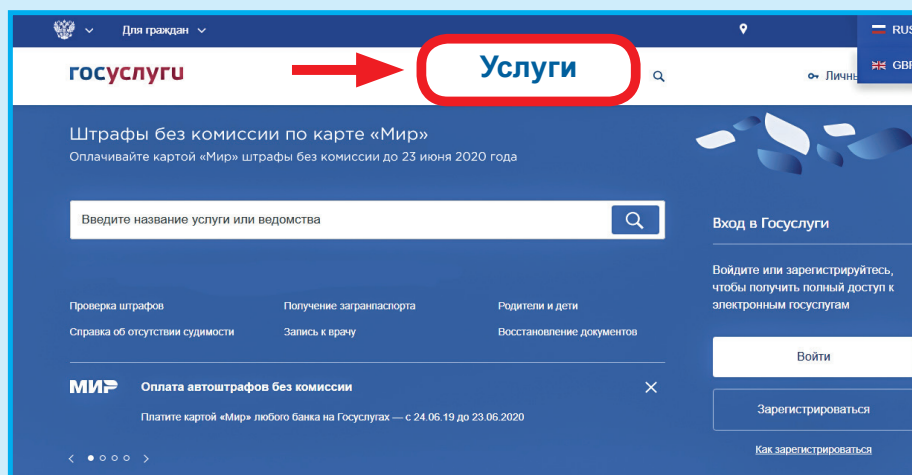 Для граждан
RUS
GBR
госуслуги
Услуги
Штрафы без комиссии по карте «Мир»
Оплачивайте картой «Мир» штрафы без комиссии до 23 июня 2020 года
Введите название услуги или ведомства
Вход в Госуслуги
Войдите или зарегистрируйтесь,
чтобы получить полный доступ к
электронным госуслугам
Проверка штрафов
Получение загранпаспорта
Родители и дети
Справка об отсутствии судимости
Запись к врачу
Восстановление документов
Войти
МИР
Оплата автоштрафов без комиссии
Платите картой «Мир» любого банка на Госуслугах — с 24.06.19 до 23.06.2020
Зарегистрироваться
Как зарегистрироваться